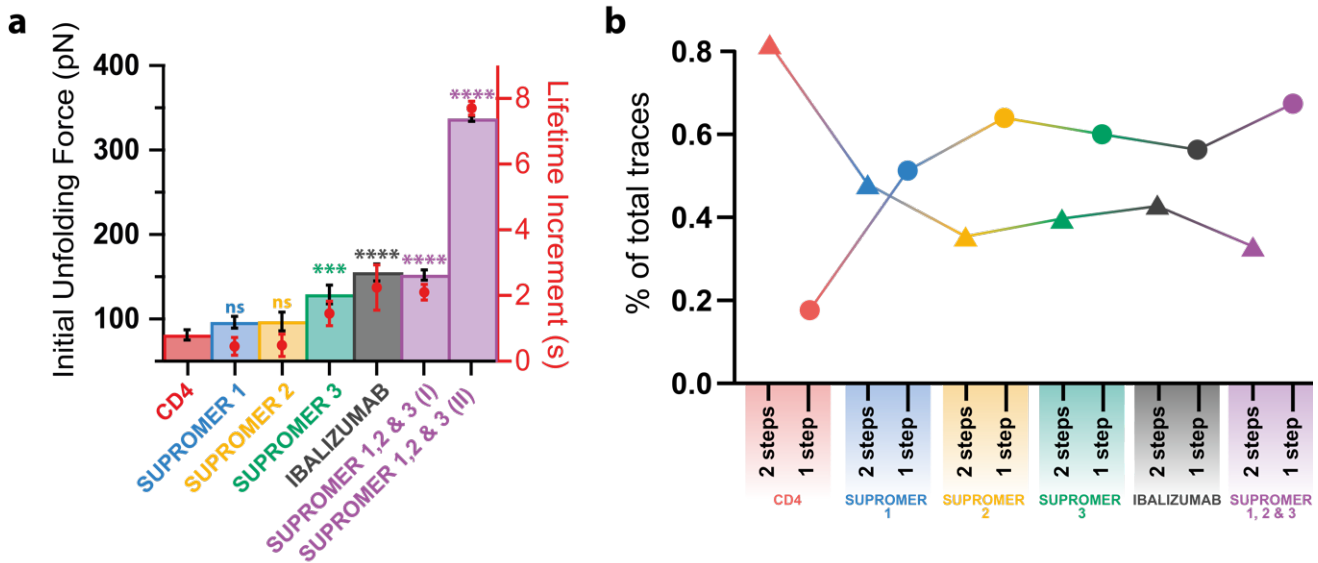 a
Initial Unfolding Force (pN)
400
300
200
100
ns
ns
***
****
****
****
8
6
4
2
0
Lifetime Increment (s)
CD4
SUPROMER 1
SUPROMER 2
SUPROMER 3
IBALIZUMAB
SUPROMER 1,2 & 3 (I)
SUPROMER 1,2 & 3 (II)
b
% of total traces
0.8
0.6
0.4
0.2
0.0
2 steps
1 step
2 steps
1 step
2 steps
1 step
2 steps
1 step
2 steps
1 step
2 steps
1 step
CD4
SUPROMER
1
SUPROMER
2
SUPROMER
3
IBALIZUMAB
SUPROMER
1, 2 & 3